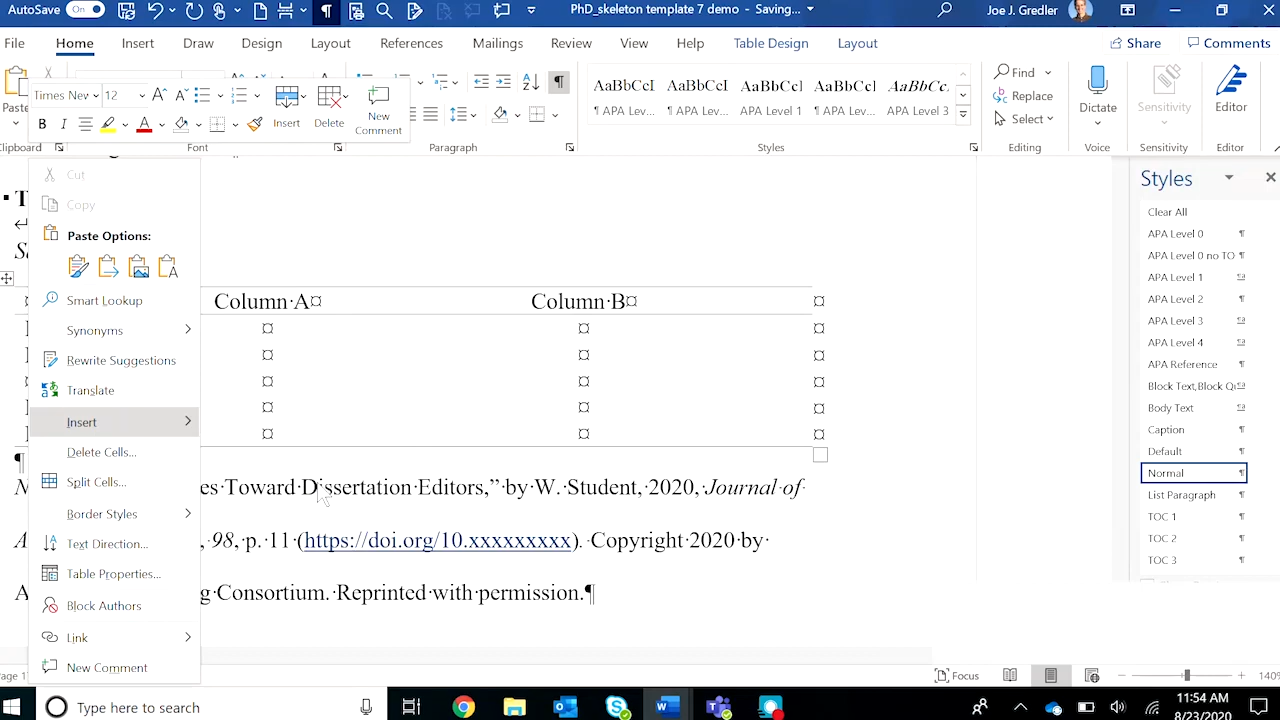 AutoSave On
PhD_skeleton template 7 demo - Saving...
Joe J. Gredler
File Home Insert Draw Design Layout References Mailings Review View Help Table Design Layout
Share Comments
Paste
Times New 12
Insert Delete New Comment
AaBbCcI AaBbCcI AaBbCcI AaBbCcI AaBbCc.
¶ APA Lev... ¶ APA Lev... APA Level 1 ¶ APA Lev... APA Level 3
Find
Replace
Select
Dictate Sensitivity Editor
Clipboard Font Paragraph Styles Editing Voice Sensitivity Editor
Cut
Copy
Paste Options:
Smart Lookup
Synonyms
Rewrite Suggestions
Translate
Insert
Delete Cells...
Split Cells...
Border Styles
Text Direction...
Table Properties...
Block Authors
Link
New Comment
Column·A¤ Column·B¤ ¤
¤ ¤ ¤
¤ ¤ ¤
¤ ¤ ¤
¤ ¤ ¤
¤ ¤ ¤
¶
es·Toward·Dissertation·Editors,”·by·W.·Student,·2020,·Journal·of·
,·98,·p.·11·(https://doi.org/10.xxxxxxxxx).·Copyright·2020·by·
g·Consortium.·Reprinted·with·permission.¶
Styles
Clear All
APA Level 0 ¶
APA Level 0 no TO ¶
APA Level 1 ¶a
APA Level 2 ¶
APA Level 3 ¶a
APA Level 4 ¶a
APA Reference ¶
Block Text,Block Qu ¶a
Body Text ¶a
Caption ¶
Default ¶
Normal ¶
List Paragraph ¶
TOC 1 ¶
TOC 2 ¶
TOC 3 ¶
Page 1
Focus
140%
Type here to search
11:54 AM
8/23/2020